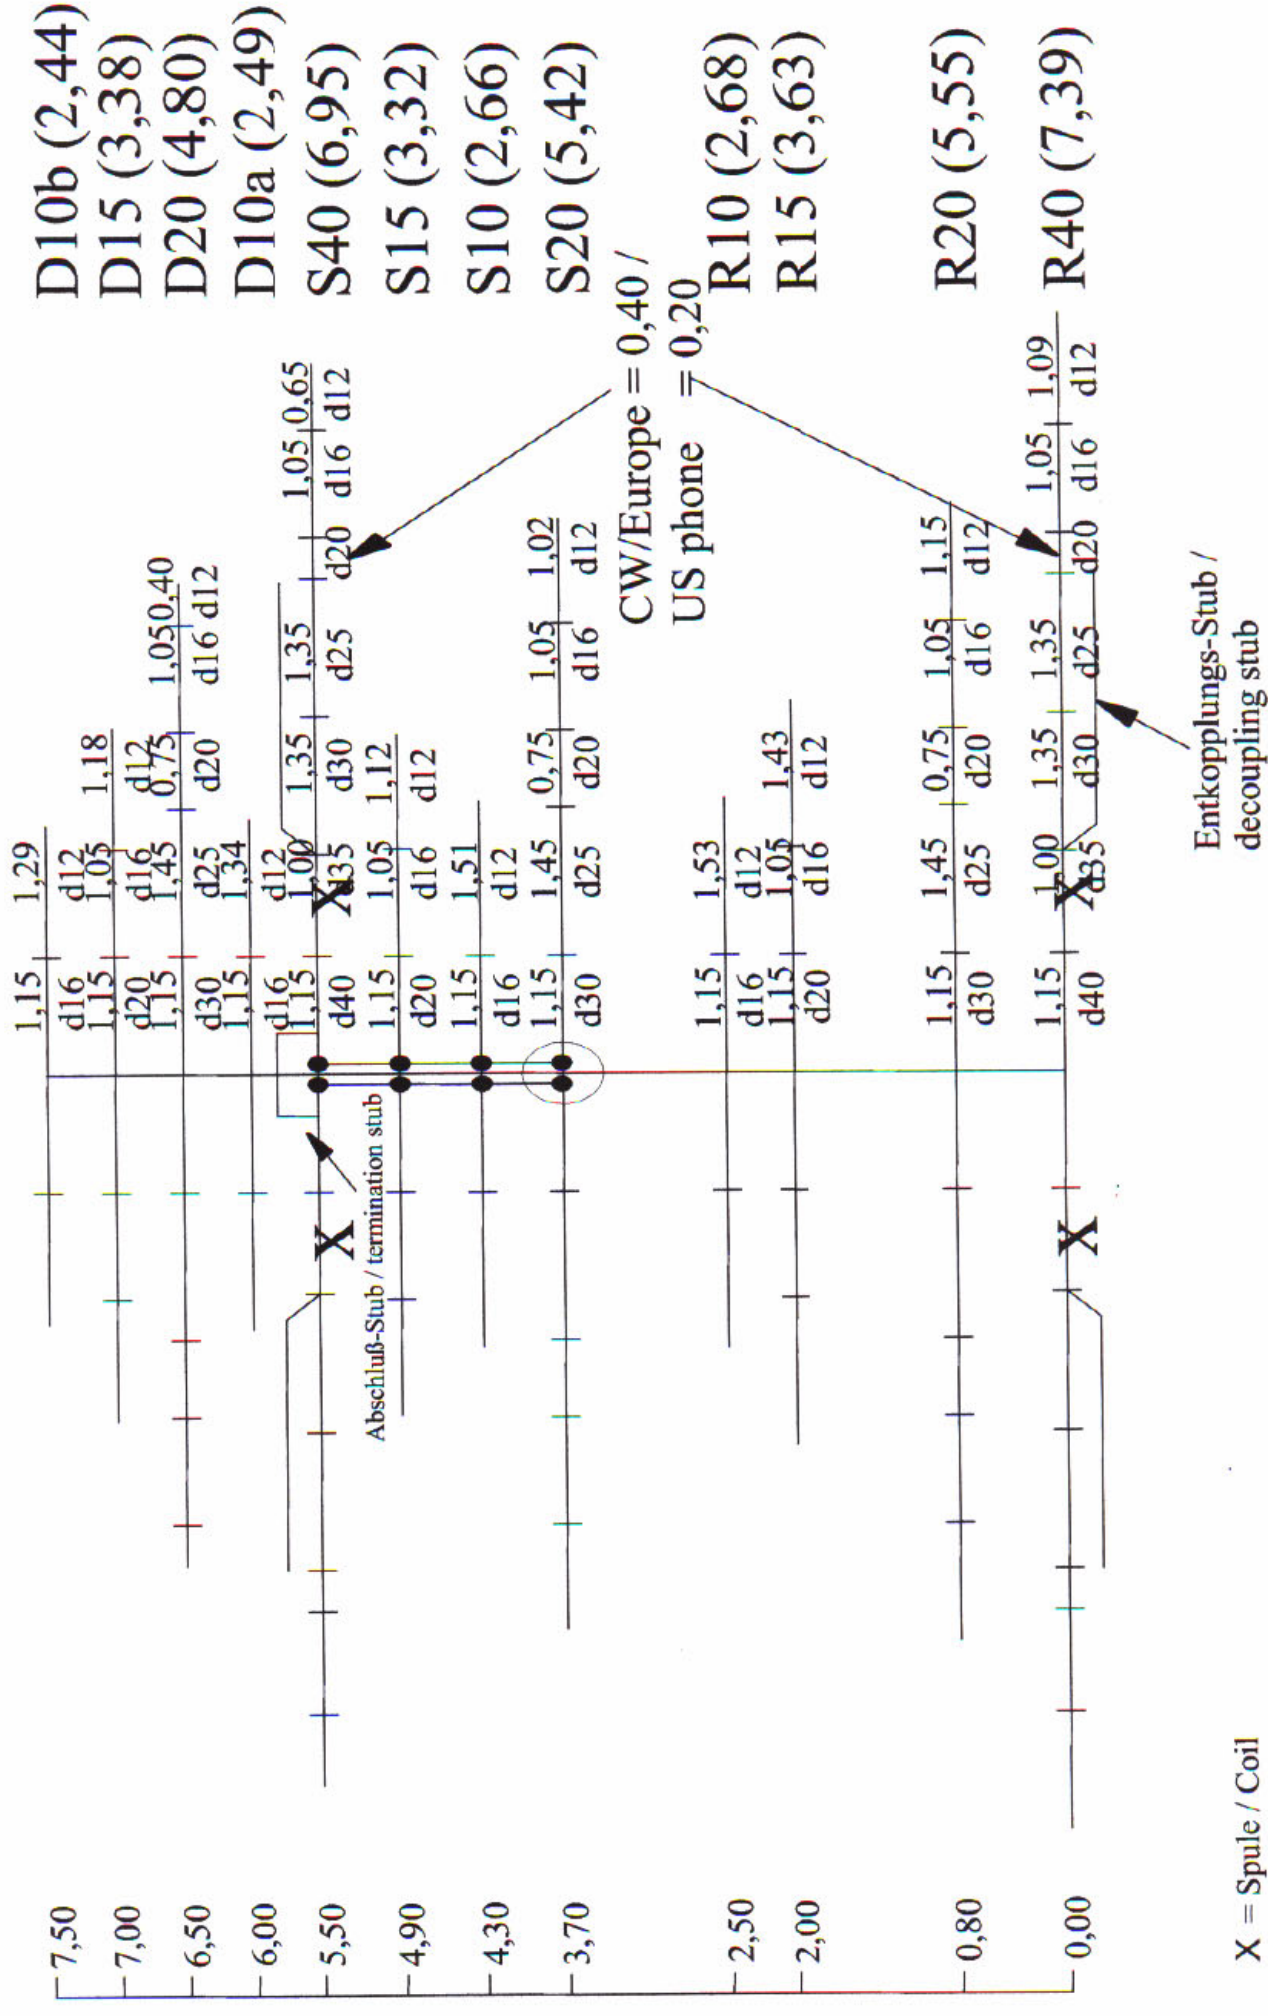 D10b (2,44)
D15 (3,38)
D20 (4,80)
D10a (2,49)
S40 (6,95)
S15 (3,32)
S10 (2,66)
S20 (5,42)
R10 (2,68)
R15 (3,63)
R20 (5,55)
R40 (7,39)
CW/Europe = 0,40 /
US phone = 0,20
1,15 1,29
d16 d12
1,15 1,05 1,18
d20 d16 d12
1,15 1,45 0,75 1,05 0,40
d30 d25 d20 d16 d12
1,15 1,34
d16 d12
1,15 1,00 1,35 1,35 1,05 0,65
X X
d40 d35 d30 d25 d20 d16 d12
1,15 1,05 1,12
d20 d16 d12
1,15 1,51
d16 d12
1,15 1,45 0,75 1,05 1,02
d30 d25 d20 d16 d12
1,15 1,53
d16 d12
1,15 1,05 1,43
d20 d16 d12
1,15 1,45 0,75 1,05 1,15
d30 d25 d20 d16 d12
1,15 1,00 1,35 1,35 1,05 1,09
X X
d40 d35 d30 d25 d20 d16 d12
Abschluß-Stub / termination stub
Entkopplungs-Stub /
decoupling stub
7,50
7,00
6,50
6,00
5,50
4,90
4,30
3,70
2,50
2,00
0,80
0,00
X = Spule / Coil